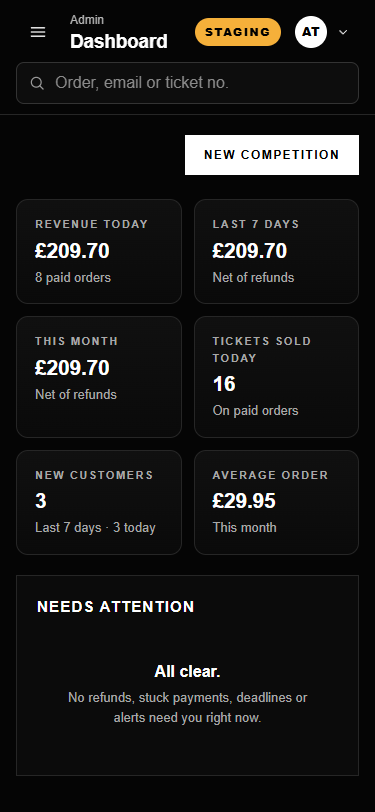 Admin
Dashboard
STAGING
AT
Order, email or ticket no.
NEW COMPETITION
REVENUE TODAY
£209.70
8 paid orders
LAST 7 DAYS
£209.70
Net of refunds
THIS MONTH
£209.70
Net of refunds
TICKETS SOLD
TODAY
16
On paid orders
NEW CUSTOMERS
3
Last 7 days · 3 today
AVERAGE ORDER
£29.95
This month
NEEDS ATTENTION
All clear.
No refunds, stuck payments, deadlines or
alerts need you right now.